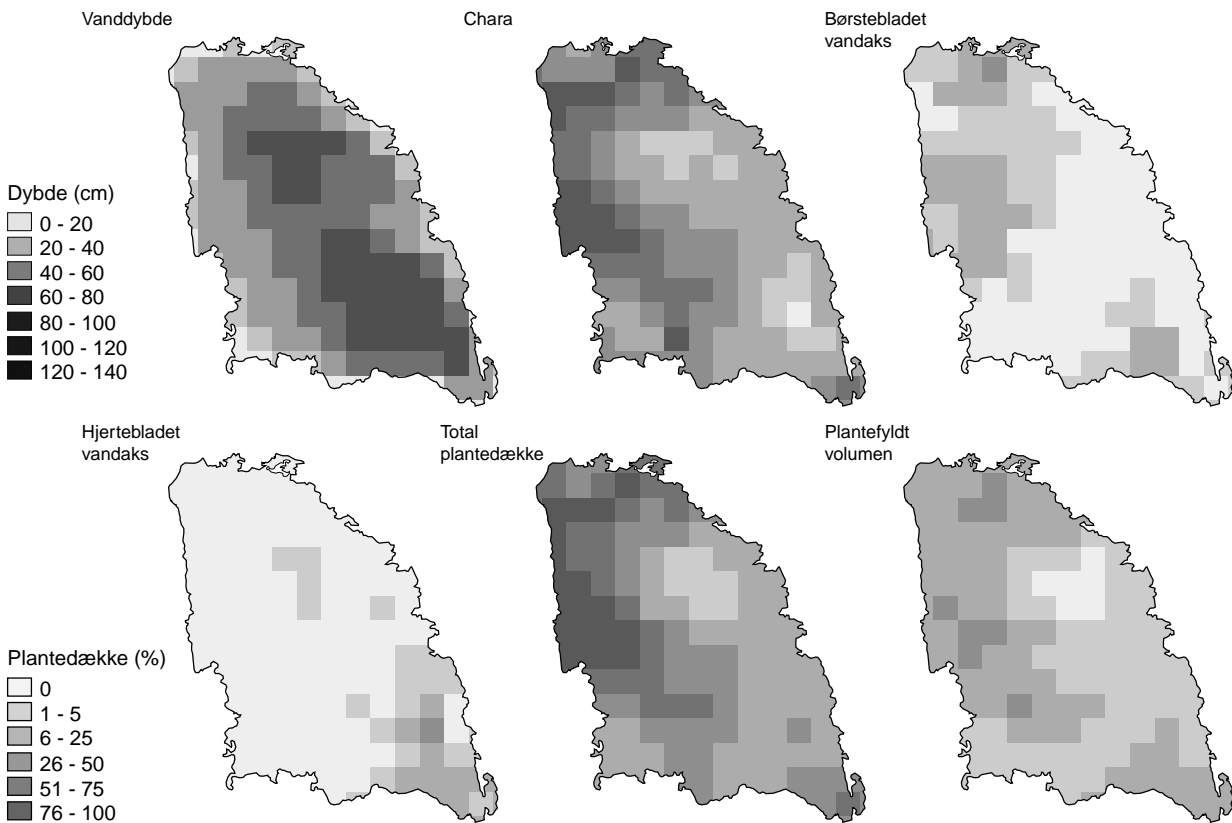 Vanddybde
Chara
Børstebladet
vandaks
Dybde (cm)
0 - 20
20 - 40
40 - 60
60 - 80
80 - 100
100 - 120
120 - 140
Hjertebladet
vandaks
Total
plantedække
Plantefyldt
volumen
Plantedække (%)
0
1 - 5
6 - 25
26 - 50
51 - 75
76 - 100